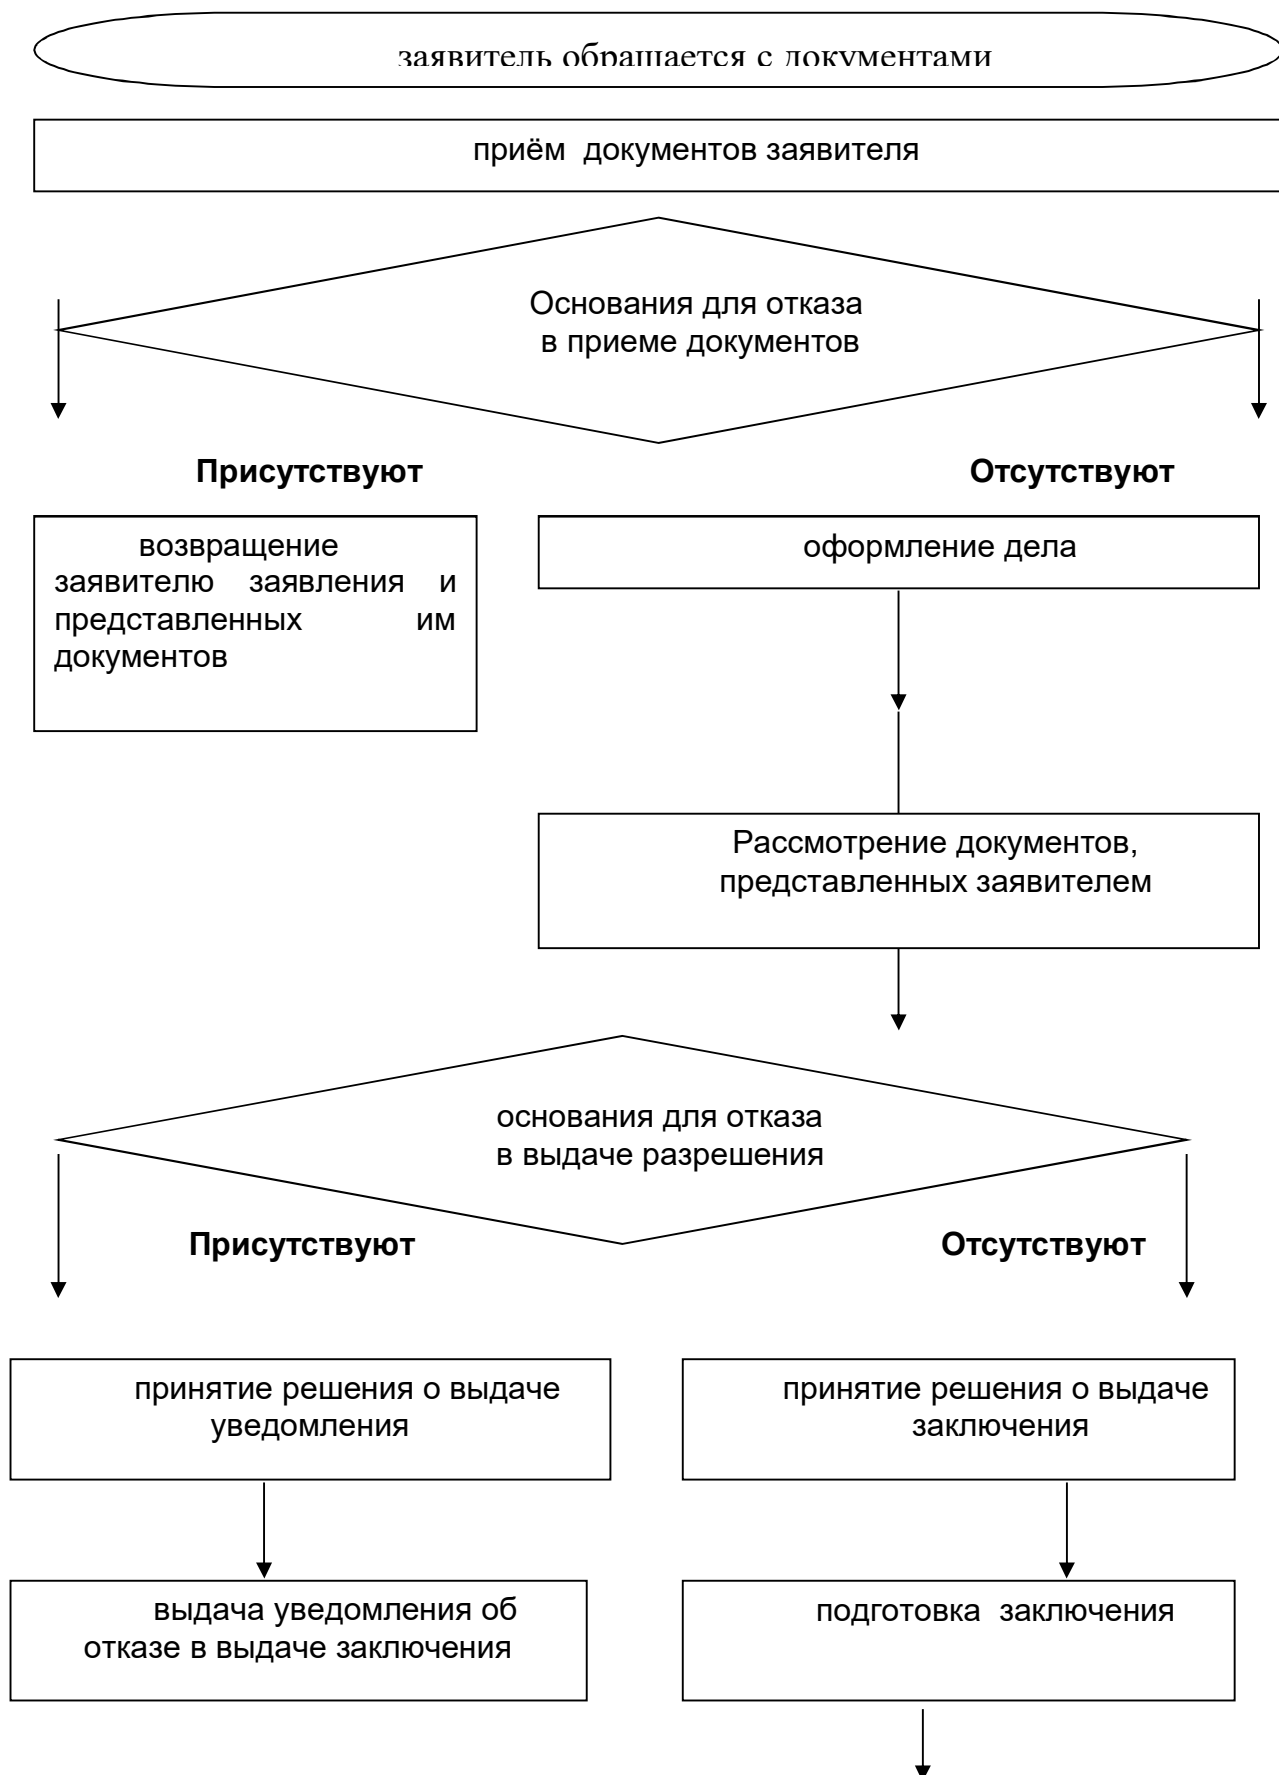 заявитель обращается с документами
приём документов заявителя
Основания для отказа
в приеме документов
Присутствуют
Отсутствуют
возвращение
заявителю заявления и
представленных им
документов
оформление дела
Рассмотрение документов,
представленных заявителем
основания для отказа
в выдаче разрешения
Присутствуют
Отсутствуют
принятие решения о выдаче
уведомления
принятие решения о выдаче
заключения
выдача уведомления об
отказе в выдаче заключения
подготовка заключения